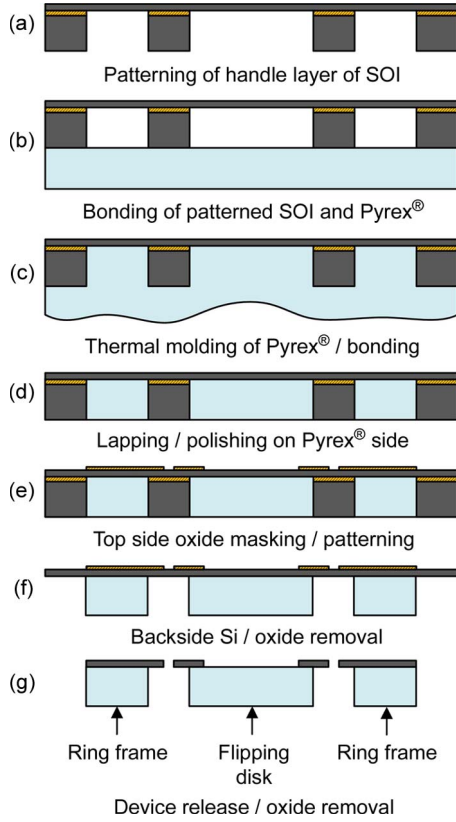 (a)
Patterning of handle layer of SOI
(b)
Bonding of patterned SOI and Pyrex®
(c)
Thermal molding of Pyrex® / bonding
(d)
Lapping / polishing on Pyrex® side
(e)
Top side oxide masking / patterning
(f)
Backside Si / oxide removal
(g)
Ring frame
Flipping
disk
Ring frame
Device release / oxide removal